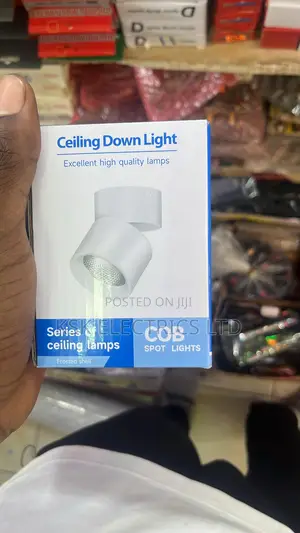 Ceiling Down Light
Excellent high quality lamps
POSTED ON JIJI
KSK ELECTRICS LTD
Series of
ceiling lamps
COB
SPOT LIGHTS